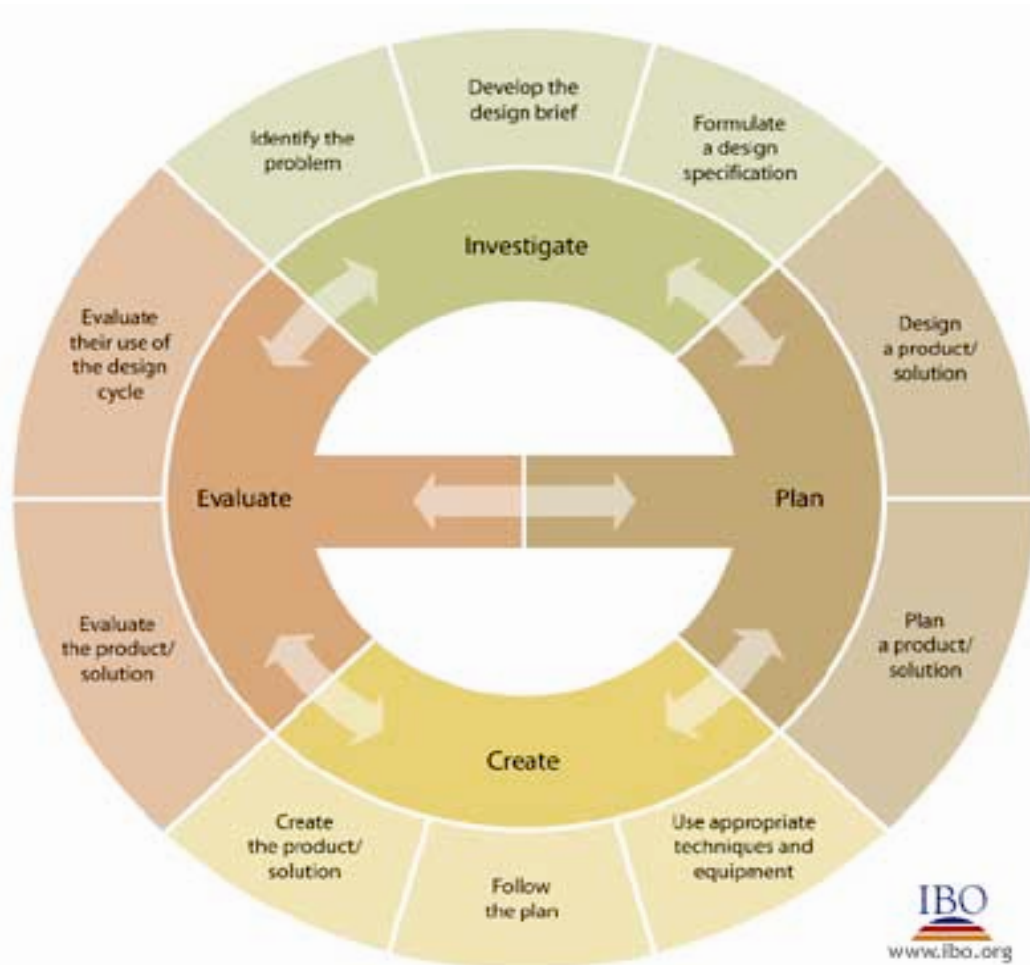 Identify the
problem
Develop the
design brief
Formulate
a design
specification
Investigate
Evaluate
their use of
the design
cycle
Design
a product/
solution
Evaluate
Plan
Evaluate
the product/
solution
Plan
a product/
solution
Create
Create
the product/
solution
Follow
the plan
Use appropriate
techniques and
equipment
IBO
www.ibo.org